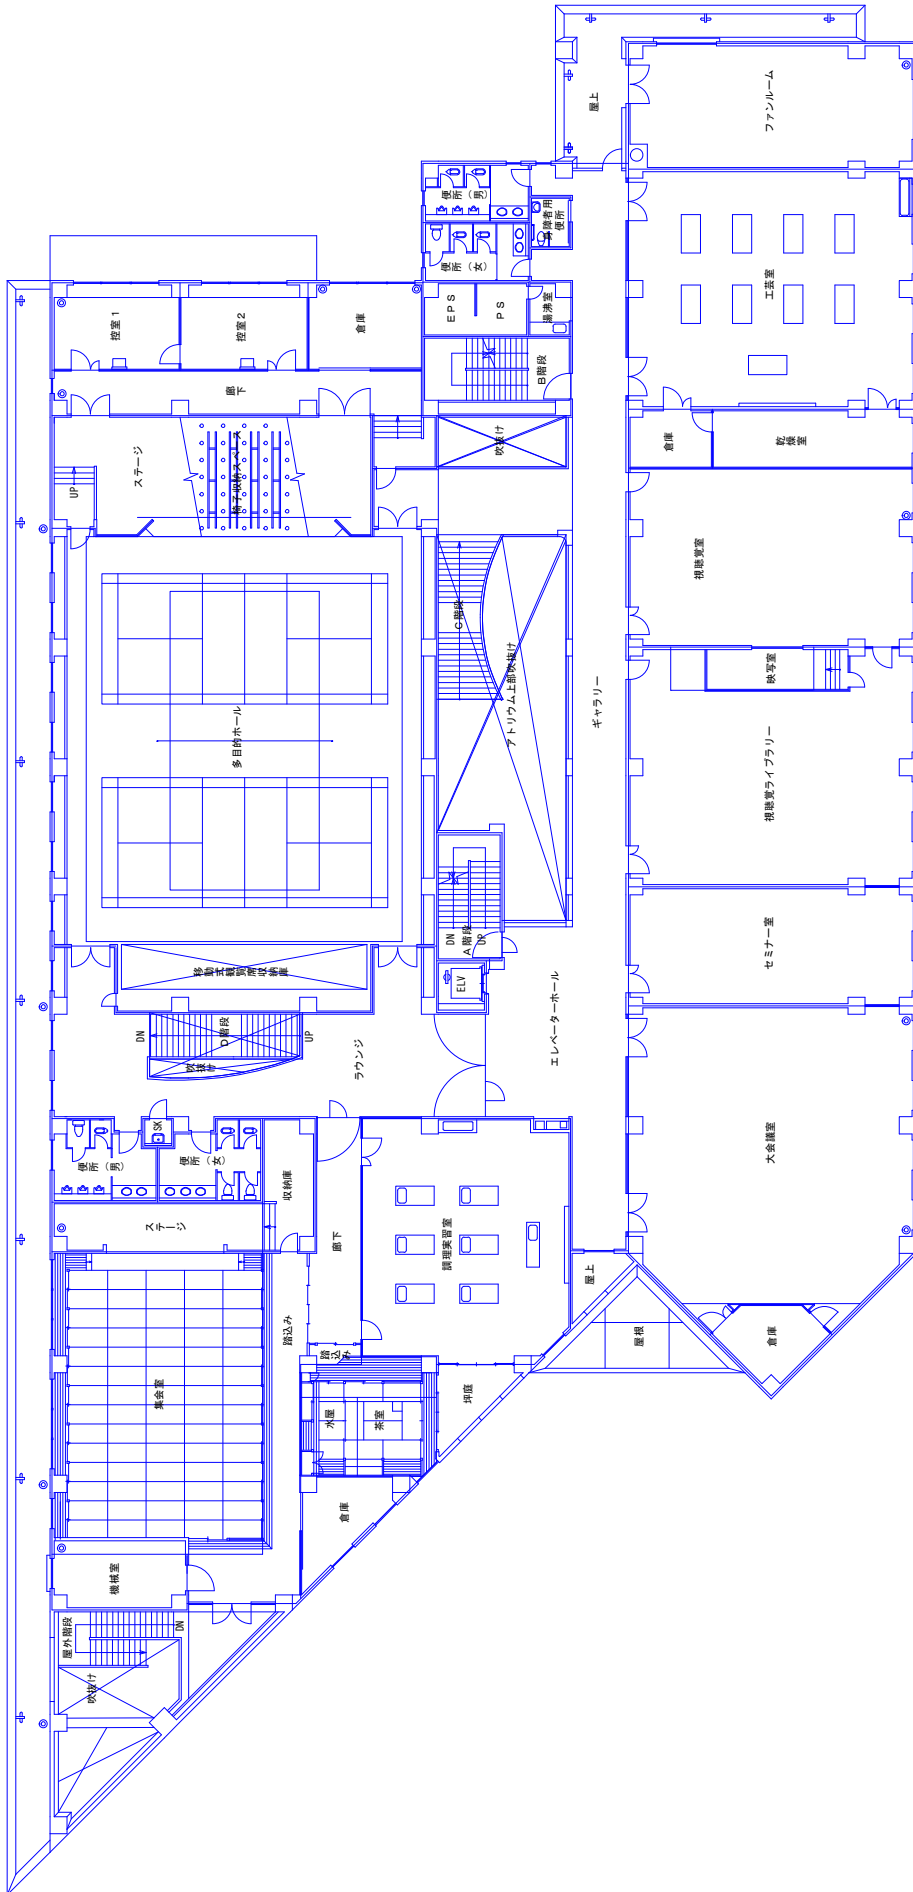 屋上
ファンルーム
便所
（男）
身障者用
便所
便所
（女）
工芸室
EPS
PS
湯沸室
控室1
控室2
倉庫
B階段
廊下
吹抜け
倉庫
乾燥室
ステージ
椅子収納スペース
UP
視聴覚室
C階段
アトリウム上部吹抜け
ギャラリー
映写室
多目的ホール
視聴覚ライブラリー
DN
A階段
UP
セミナー室
移動式観覧席収納庫
ELV
エレベーターホール
DN
D階段
UP
吹抜け
ラウンジ
SK
便所
（男）
便所
（女）
収納庫
大会議室
ステージ
廊下
調理実習室
屋上
踏込み
踏込み
屋根
倉庫
集会室
水屋
茶室
坪庭
倉庫
機械室
屋外階段
DN
吹抜け